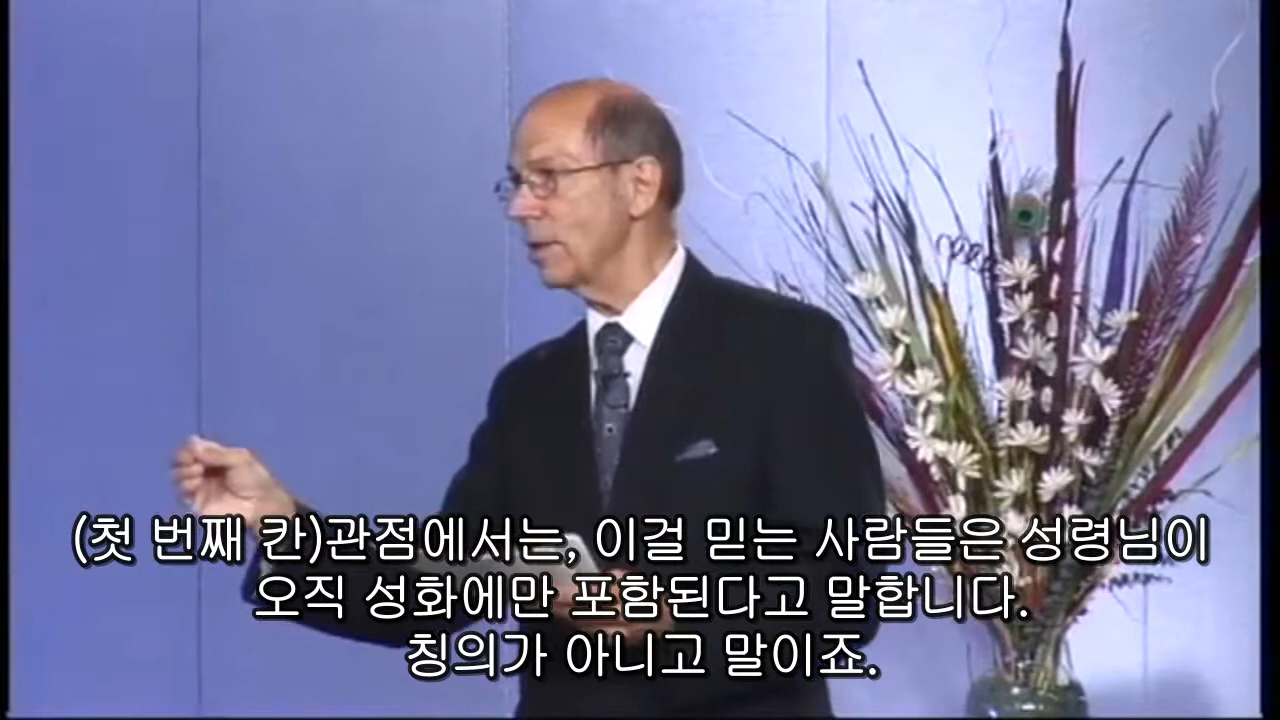 (첫 번째 칸)관점에서는, 이걸 믿는 사람들은 성령님이
오직 성화에만 포함된다고 말합니다.
칭의가 아니고 말이죠.